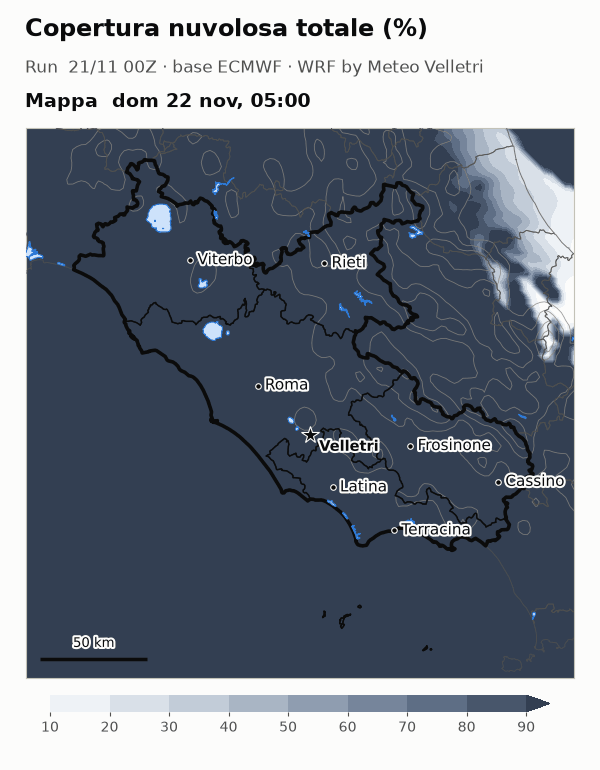 Copertura nuvolosa totale (%)
Run  21/11 00Z · base ECMWF · WRF by Meteo Velletri
Mappa  dom 22 nov, 05:00
Viterbo
Rieti
Roma
Velletri
Frosinone
Latina
Cassino
Terracina
50 km
10 20 30 40 50 60 70 80 90